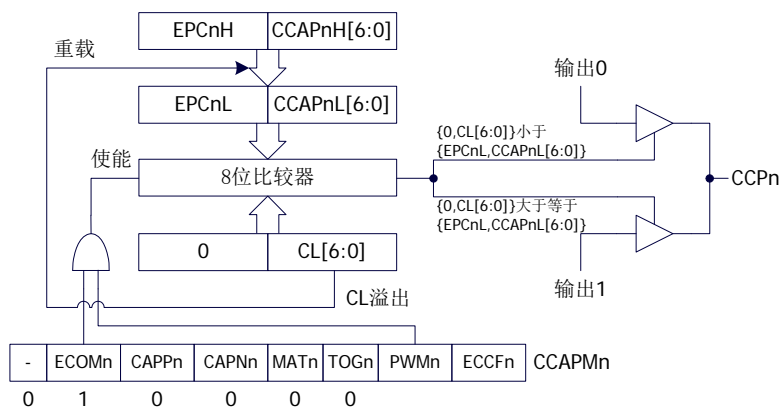 EPCnH CCAPnH[6:0]
重载
输出0
EPCnL CCAPnL[6:0]
{0,CL[6:0]}小于
{EPCnL,CCAPnL[6:0]}
使能
8位比较器
CCPn
{0,CL[6:0]}大于等于
{EPCnL,CCAPnL[6:0]}
0 CL[6:0]
输出1
CL溢出
- ECOMn CAPPn CAPNn MATn TOGn PWMn ECCFn CCAPMn
0 1 0 0 0 0